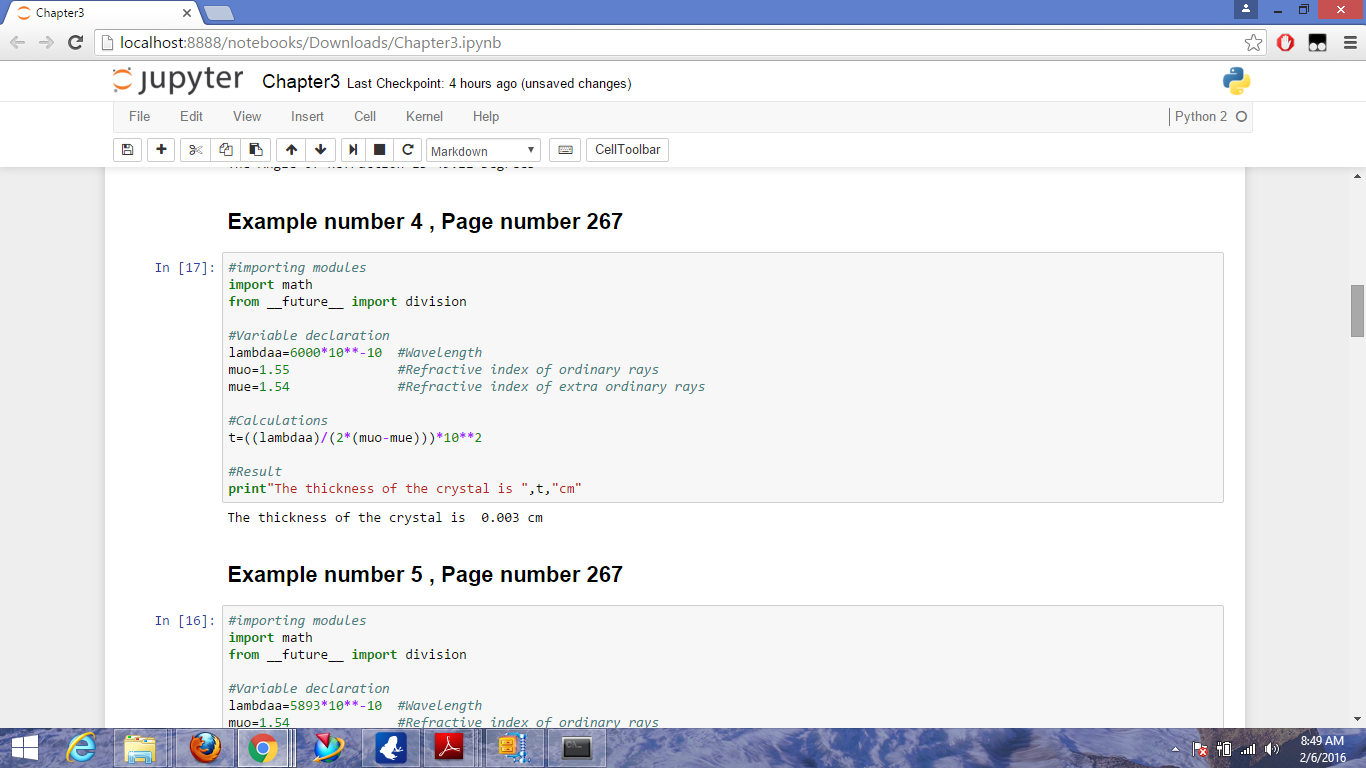 Chapter3
localhost:8888/notebooks/Downloads/Chapter3.ipynb
jupyter Chapter3 Last Checkpoint: 4 hours ago (unsaved changes)
File Edit View Insert Cell Kernel Help Python 2
Markdown CellToolbar
Example number 4 , Page number 267
In [17]: #importing modules
import math
from __future__ import division
#Variable declaration
lambdaa=6000*10**-10 #Wavelength
muo=1.55 #Refractive index of ordinary rays
mue=1.54 #Refractive index of extra ordinary rays
#Calculations
t=((lambdaa)/(2*(muo-mue)))*10**2
#Result
print"The thickness of the crystal is ",t,"cm"
The thickness of the crystal is  0.003 cm
Example number 5 , Page number 267
In [16]: #importing modules
import math
from __future__ import division
#Variable declaration
lambdaa=5893*10**-10 #Wavelength
muo=1.54 #Refractive index of ordinary rays
8:49 AM
2/6/2016